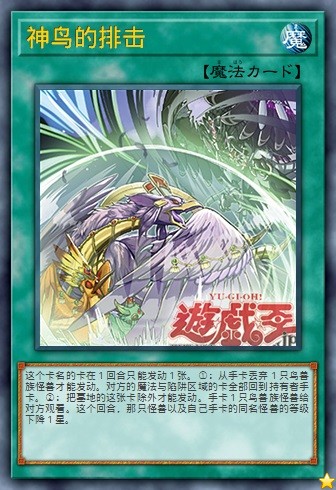 神鸟的排击
魔
【魔法カード】
YU-GI-OH!
遊戯王
这个卡名的卡在1回合只能发动1张。①：从手卡丢弃1只鸟兽
族怪兽才能发动。对方的魔法与陷阱区域的卡全部回到持有者手
卡。②：把墓地的这张卡除外才能发动。手卡1只鸟兽族怪兽给
对方观看。这个回合，那只怪兽以及自己手卡的同名怪兽的等级
下降1星。